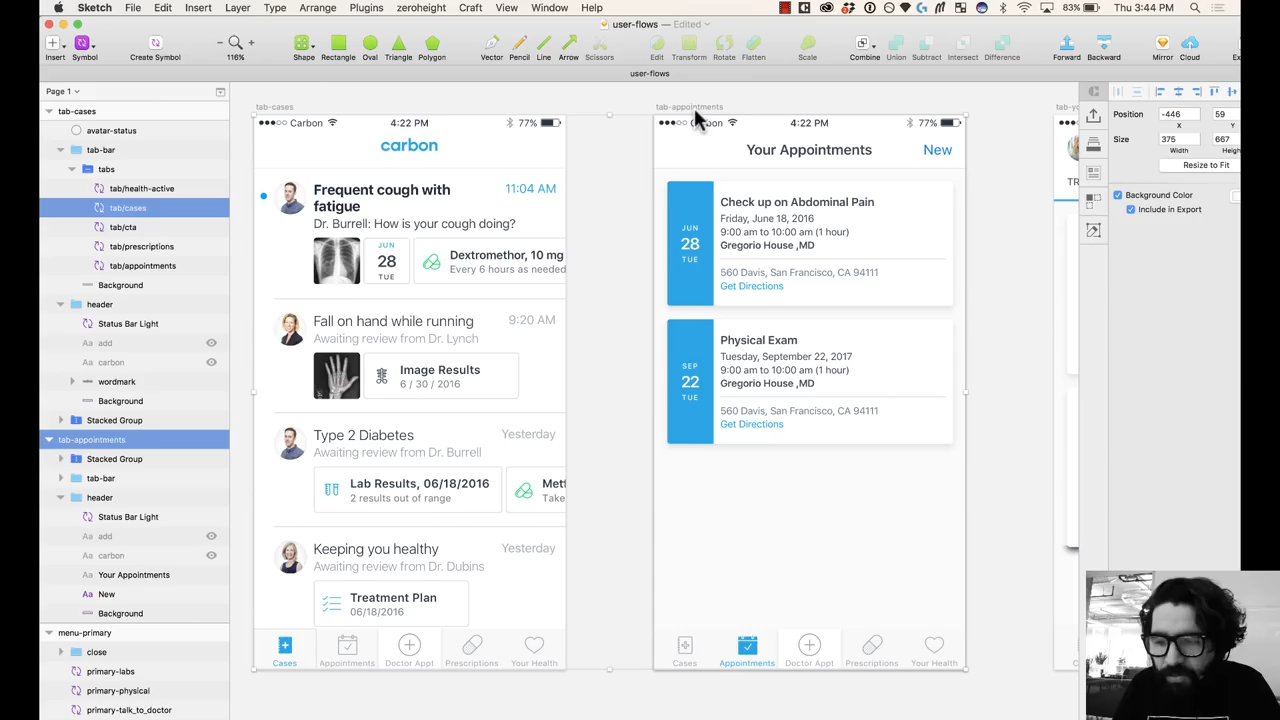 Sketch File Edit Insert Layer Type Arrange Plugins zeroheight Craft View Window Help 83% Thu 3:44 PM
user-flows — Edited
116%
Insert Symbol Create Symbol Shape Rectangle Oval Triangle Polygon Vector Pencil Line Arrow Scissors Edit Transform Rotate Flatten Scale Combine Union Subtract Intersect Difference Forward Backward Mirror Cloud
user-flows
Page 1
tab-cases
avatar-status
tab-bar
tabs
tab/health-active
tab/cases
tab/cta
tab/prescriptions
tab/appointments
Background
header
Status Bar Light
Aa add
Aa carbon
wordmark
Background
Stacked Group
tab-appointments
Stacked Group
tab-bar
header
Status Bar Light
Aa add
Aa carbon
Aa Your Appointments
Aa New
Background
menu-primary
close
primary-labs
primary-physical
primary-talk_to_doctor
tab-cases
Carbon 4:22 PM 77%
carbon
Frequent cough with fatigue 11:04 AM
Dr. Burrell: How is your cough doing?
JUN
28
TUE
Dextromethor, 10 mg
Every 6 hours as needed
Fall on hand while running 9:20 AM
Awaiting review from Dr. Lynch
Image Results
6 / 30 / 2016
Type 2 Diabetes Yesterday
Awaiting review from Dr. Burrell
Lab Results, 06/18/2016
2 results out of range
Keeping you healthy Yesterday
Awaiting review from Dr. Dubins
Treatment Plan
06/18/2016
Cases Appointments Doctor Appt Prescriptions Your Health
tab-appointments
4:22 PM 77%
Your Appointments New
JUN
28
TUE
Check up on Abdominal Pain
Friday, June 18, 2016
9:00 am to 10:00 am (1 hour)
Gregorio House ,MD
560 Davis, San Francisco, CA 94111
Get Directions
SEP
22
TUE
Physical Exam
Tuesday, September 22, 2017
9:00 am to 10:00 am (1 hour)
Gregorio House ,MD
560 Davis, San Francisco, CA 94111
Get Directions
Cases Appointments Doctor Appt Prescriptions Your Health
Position -446 59
X Y
Size 375 667
Width
Resize to Fit
Background Color
Include in Export